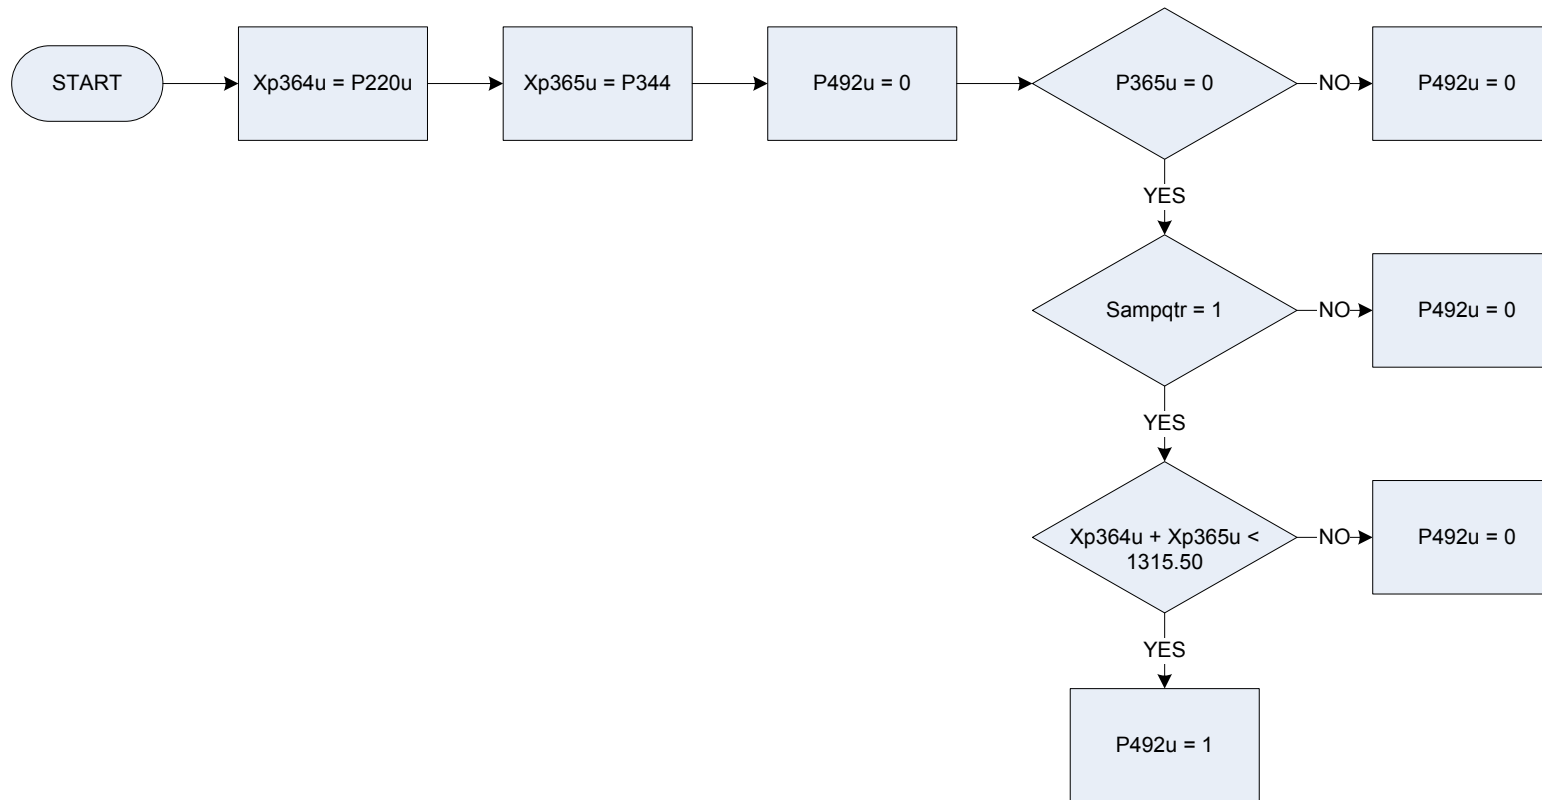 START
Xp364u = P220u
Xp365u = P344
P492u = 0
P365u = 0
NO
P492u = 0
YES
Sampqtr = 1
NO
P492u = 0
YES
Xp364u + Xp365u <
1315.50
NO
P492u = 0
YES
P492u = 1